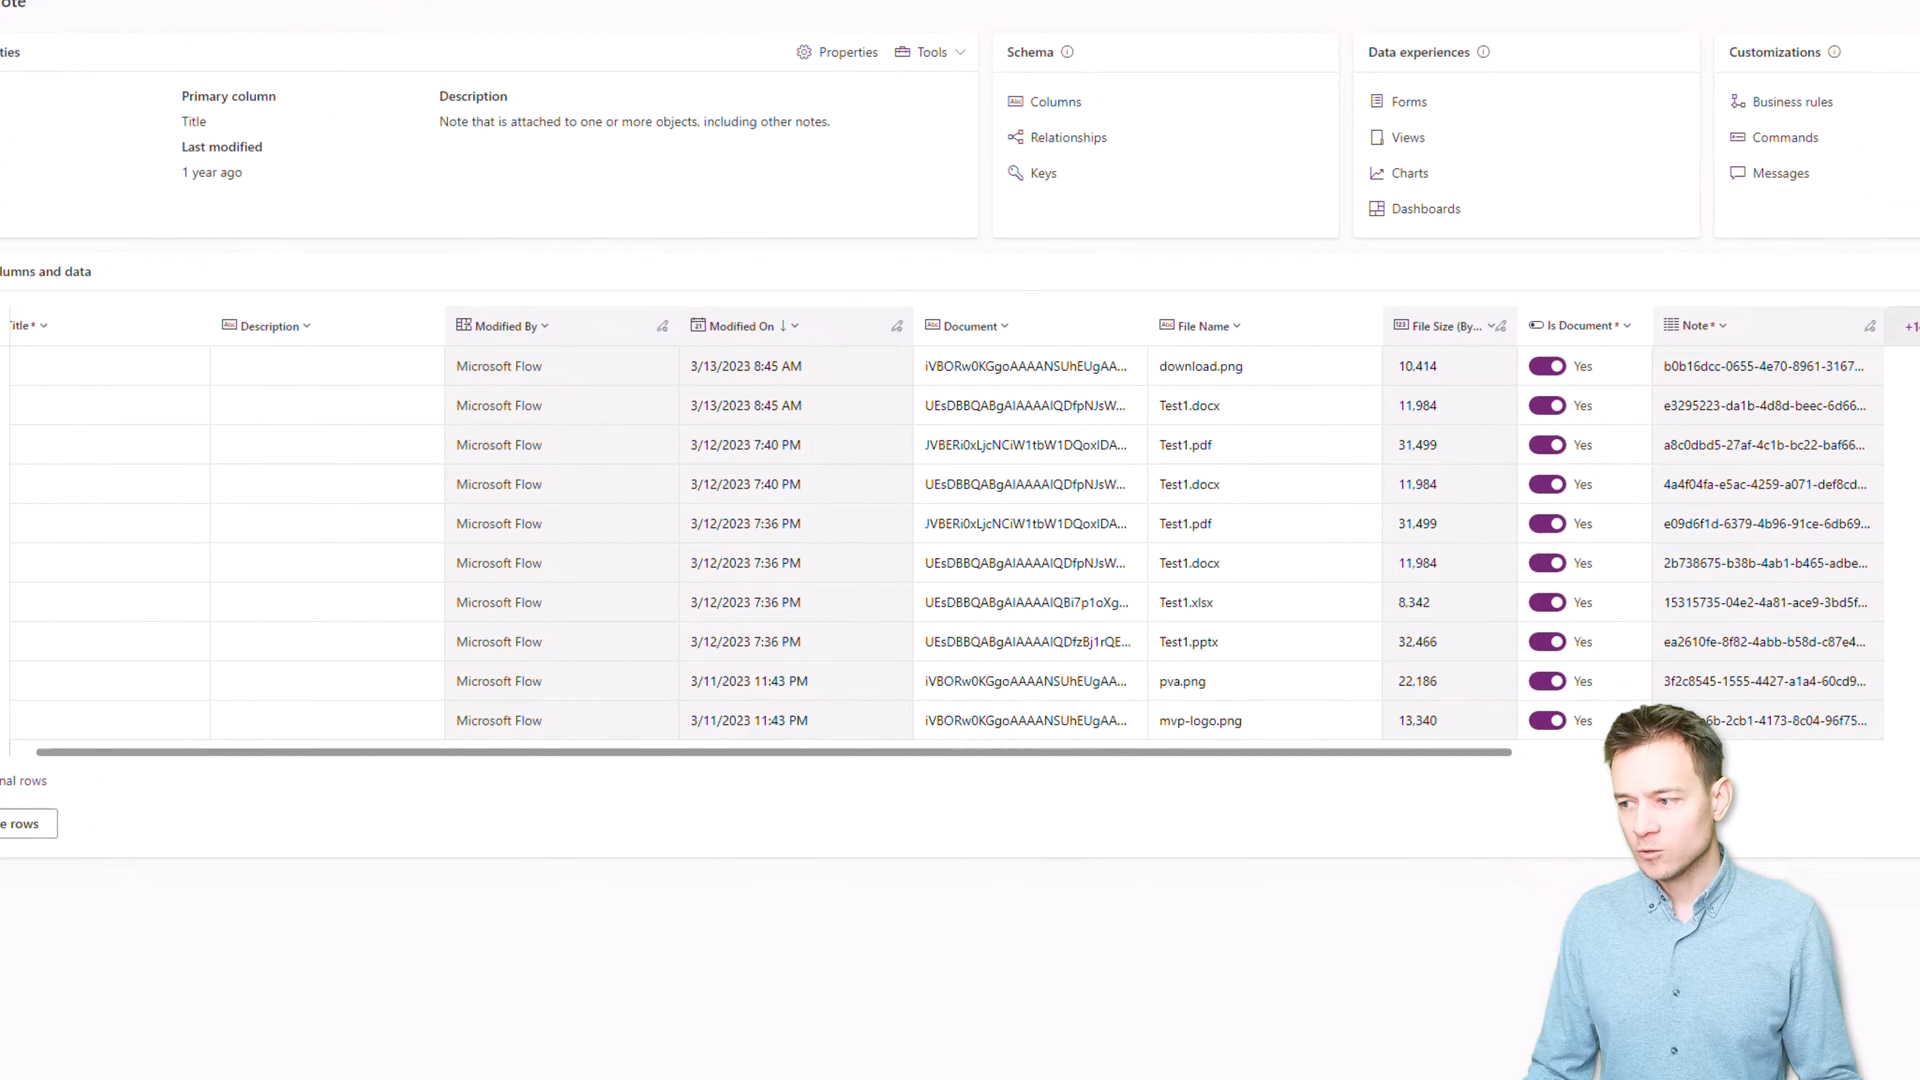 ote
ties
Properties
Tools
Primary column
Title
Last modified
1 year ago
Description
Note that is attached to one or more objects, including other notes.
Schema
Columns
Relationships
Keys
Data experiences
Forms
Views
Charts
Dashboards
Customizations
Business rules
Commands
Messages
lumns and data
Title * Description Modified By Modified On ↓ Document File Name File Size (By... Is Document * Note * +1
Microsoft Flow 3/13/2023 8:45 AM iVBORw0KGgoAAAANSUhEUgAA... download.png 10,414 Yes b0b16dcc-0655-4e70-8961-3167...
Microsoft Flow 3/13/2023 8:45 AM UEsDBBQABgAIAAAAIQDfpNJsW... Test1.docx 11,984 Yes e3295223-da1b-4d8d-beec-6d66...
Microsoft Flow 3/12/2023 7:40 PM JVBERi0xLjcNCiW1tbW1DQoxIDA... Test1.pdf 31,499 Yes a8c0dbd5-27af-4c1b-bc22-baf66...
Microsoft Flow 3/12/2023 7:40 PM UEsDBBQABgAIAAAAIQDfpNJsW... Test1.docx 11,984 Yes 4a4f04fa-e5ac-4259-a071-def8cd...
Microsoft Flow 3/12/2023 7:36 PM JVBERi0xLjcNCiW1tbW1DQoxIDA... Test1.pdf 31,499 Yes e09d6f1d-6379-4b96-91ce-6db69...
Microsoft Flow 3/12/2023 7:36 PM UEsDBBQABgAIAAAAIQDfpNJsW... Test1.docx 11,984 Yes 2b738675-b38b-4ab1-b465-adbe...
Microsoft Flow 3/12/2023 7:36 PM UEsDBBQABgAIAAAAIQBi7p1oXg... Test1.xlsx 8,342 Yes 15315735-04e2-4a81-ace9-3bd5f...
Microsoft Flow 3/12/2023 7:36 PM UEsDBBQABgAIAAAAIQDfzBj1rQE... Test1.pptx 32,466 Yes ea2610fe-8f82-4abb-b58d-c87e4...
Microsoft Flow 3/11/2023 11:43 PM iVBORw0KGgoAAAANSUhEUgAA... pva.png 22,186 Yes 3f2c8545-1555-4427-a1a4-60cd9...
Microsoft Flow 3/11/2023 11:43 PM iVBORw0KGgoAAAANSUhEUgAA... mvp-logo.png 13,340 Yes 6b-2cb1-4173-8c04-96f75...
nal rows
e rows